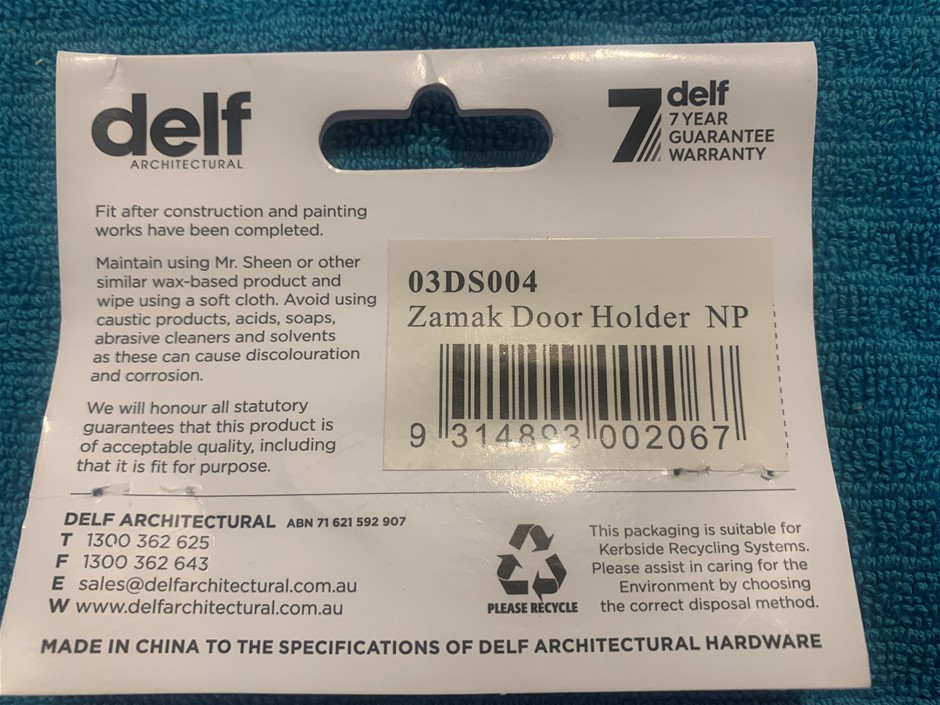 delf
ARCHITECTURAL
7
delf
7 YEAR
GUARANTEE
WARRANTY
Fit after construction and painting
works have been completed.
Maintain using Mr. Sheen or other
similar wax-based product and
wipe using a soft cloth. Avoid using
caustic products, acids, soaps,
abrasive cleaners and solvents
as these can cause discolouration
and corrosion.
We will honour all statutory
guarantees that this product is
of acceptable quality, including
that it is fit for purpose.
03DS004
Zamak Door Holder NP
9 314893 002067
DELF ARCHITECTURAL ABN 71 621 592 907
T 1300 362 625
F 1300 362 643
E sales@delfarchitectural.com.au
W www.delfarchitectural.com.au
PLEASE RECYCLE
This packaging is suitable for
Kerbside Recycling Systems.
Please assist in caring for the
Environment by choosing
the correct disposal method.
MADE IN CHINA TO THE SPECIFICATIONS OF DELF ARCHITECTURAL HARDWARE